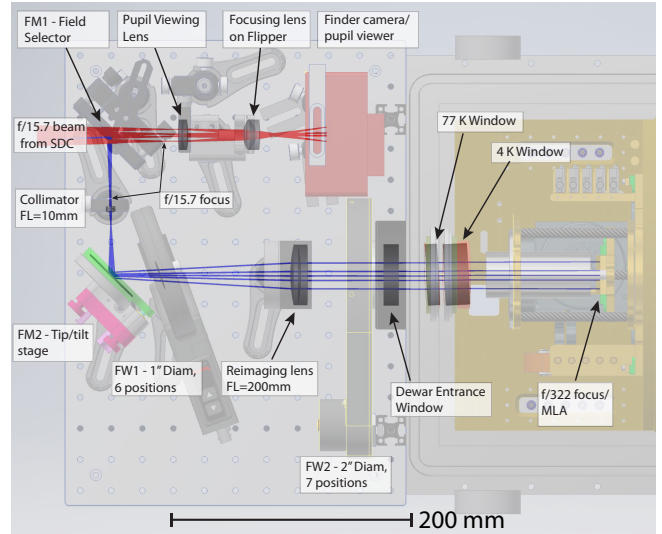 FM1 - Field
Selector
Pupil Viewing
Lens
Focusing lens
on Flipper
Finder camera/
pupil viewer
77 K Window
4 K Window
f/15.7 beam
from SDC
Collimator
FL=10mm
f/15.7 focus
FM2 - Tip/tilt
stage
FW1 - 1" Diam,
6 positions
Reimaging lens
FL=200mm
Dewar Entrance
Window
f/322 focus/
MLA
FW2 - 2" Diam,
7 positions
200 mm